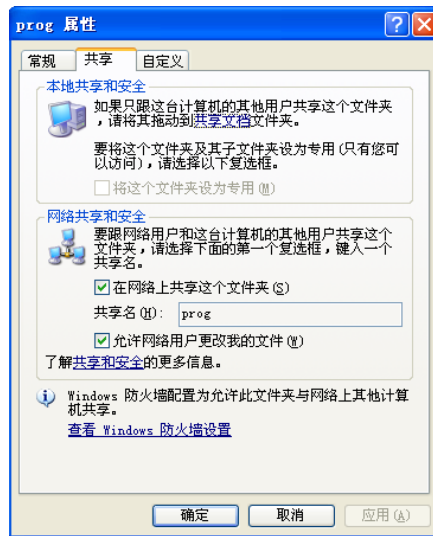 prog 属性
常规 共享 自定义
本地共享和安全
如果只跟这台计算机的其他用户共享这个文件夹
，请将其拖动到共享文档文件夹。
要将这个文件夹及其子文件夹设为专用(只有您可
以访问)，请选择以下复选框。
将这个文件夹设为专用(M)
网络共享和安全
要跟网络用户和这台计算机的其他用户共享这个
文件夹，请选择下面的第一个复选框，键入一个
共享名。
在网络上共享这个文件夹(S)
共享名(H): prog
允许网络用户更改我的文件(W)
了解共享和安全的更多信息。
Windows 防火墙配置为允许此文件夹与网络上其他计算
机共享。
查看 Windows 防火墙设置
确定 取消 应用(A)